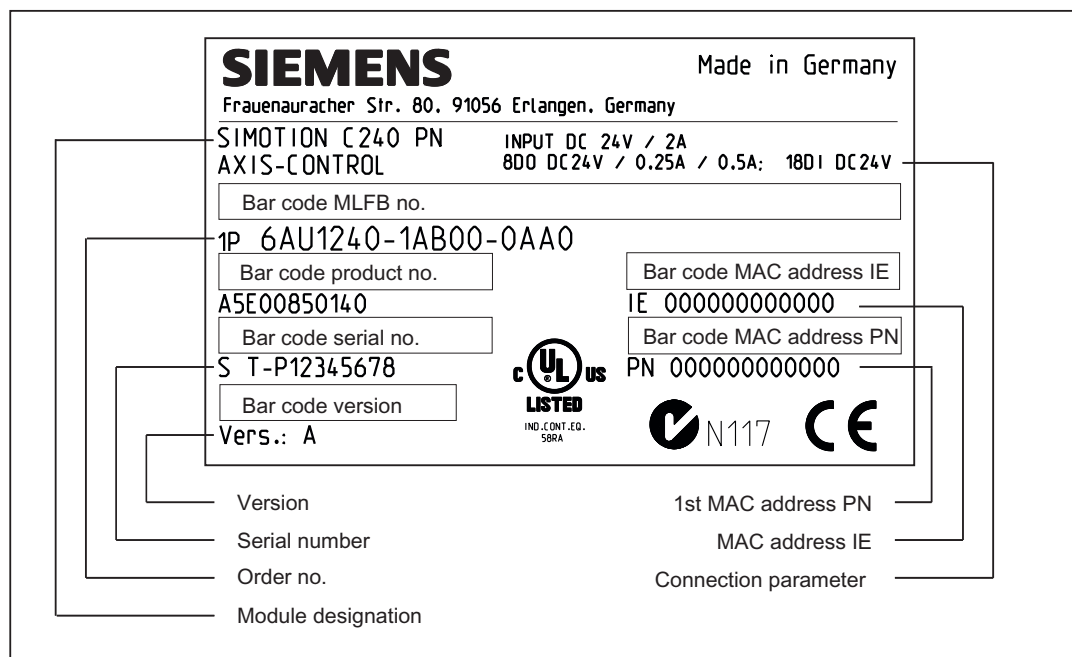 SIEMENS
Made in Germany
Frauenauracher Str. 80. 91056 Erlangen. Germany
SIMOTION C240 PN
AXIS-CONTROL
INPUT DC 24V / 2A
8DO DC24V / 0.25A / 0.5A; 18DI DC24V
Bar code MLFB no.
1P 6AU1240-1AB00-0AA0
Bar code product no.
A5E00850140
Bar code serial no.
S T-P12345678
Bar code version
Vers.: A
Bar code MAC address IE
IE 000000000000
Bar code MAC address PN
PN 000000000000
C UL US
®
LISTED
IND.CONT.EQ.
58RA
N117
CE
Version
Serial number
Order no.
Module designation
1st MAC address PN
MAC address IE
Connection parameter